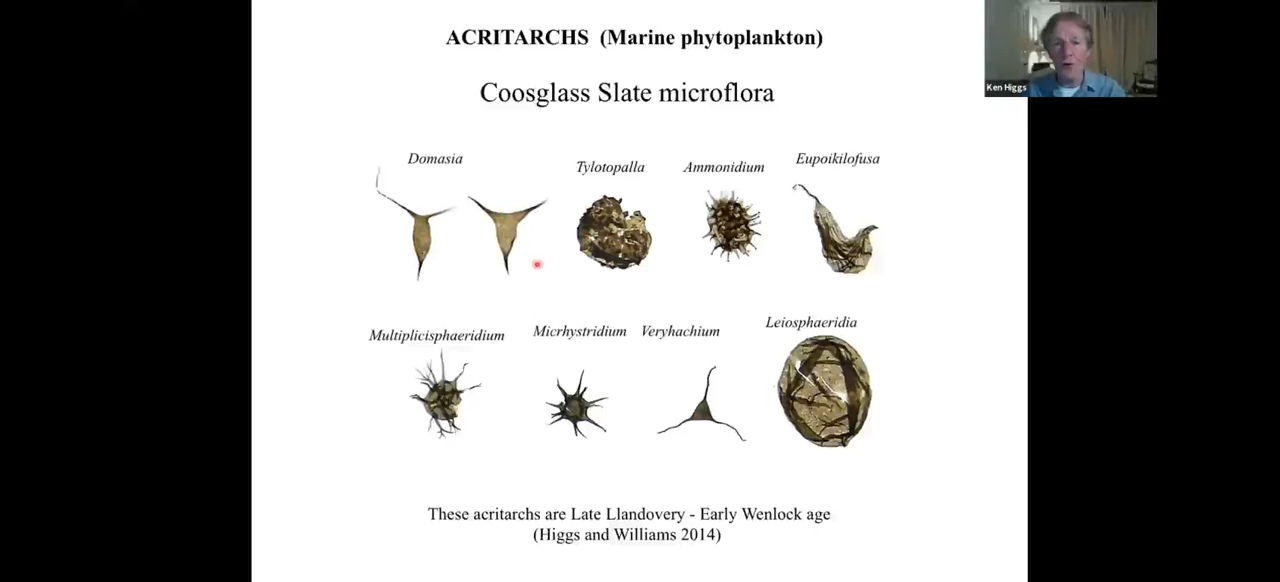 ACRITARCHS (Marine phytoplankton)
Ken Higgs
Coosglass Slate microflora
Domasia
Tylotopalla
Ammonidium
Eupoikilofusa
Multiplicisphaeridium
Micrhystridium
Veryhachium
Leiosphaeridia
These acritarchs are Late Llandovery - Early Wenlock age
(Higgs and Williams 2014)